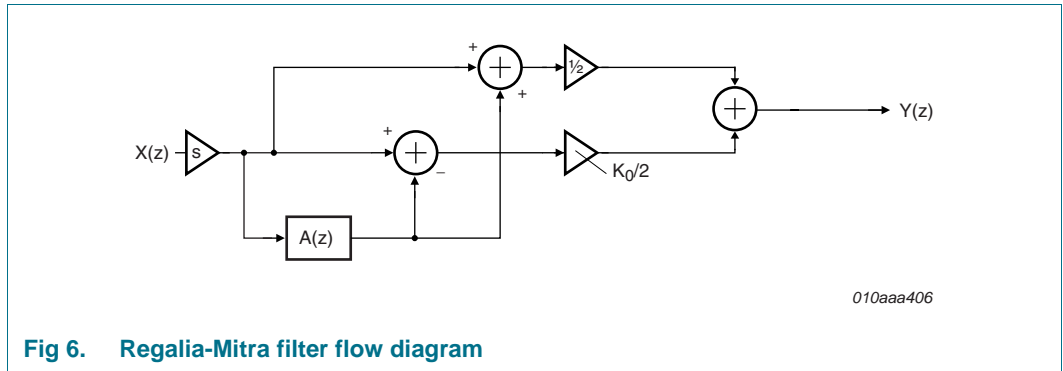 +
+
½
+
Y(z)
X(z)
s
+
+
−
K₀/2
A(z)
010aaa406
Fig 6. Regalia-Mitra filter flow diagram